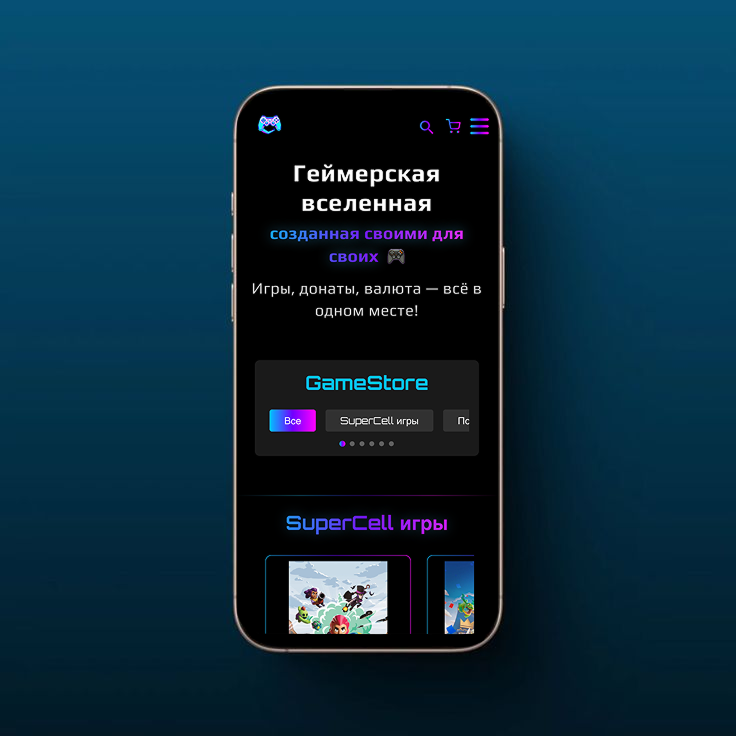 Геймерская
вселенная
созданная своими для
своих 🎮
Игры, донаты, валюта — всё в
одном месте!
GameStore
Все
SuperCell игры
По
SuperCell игры